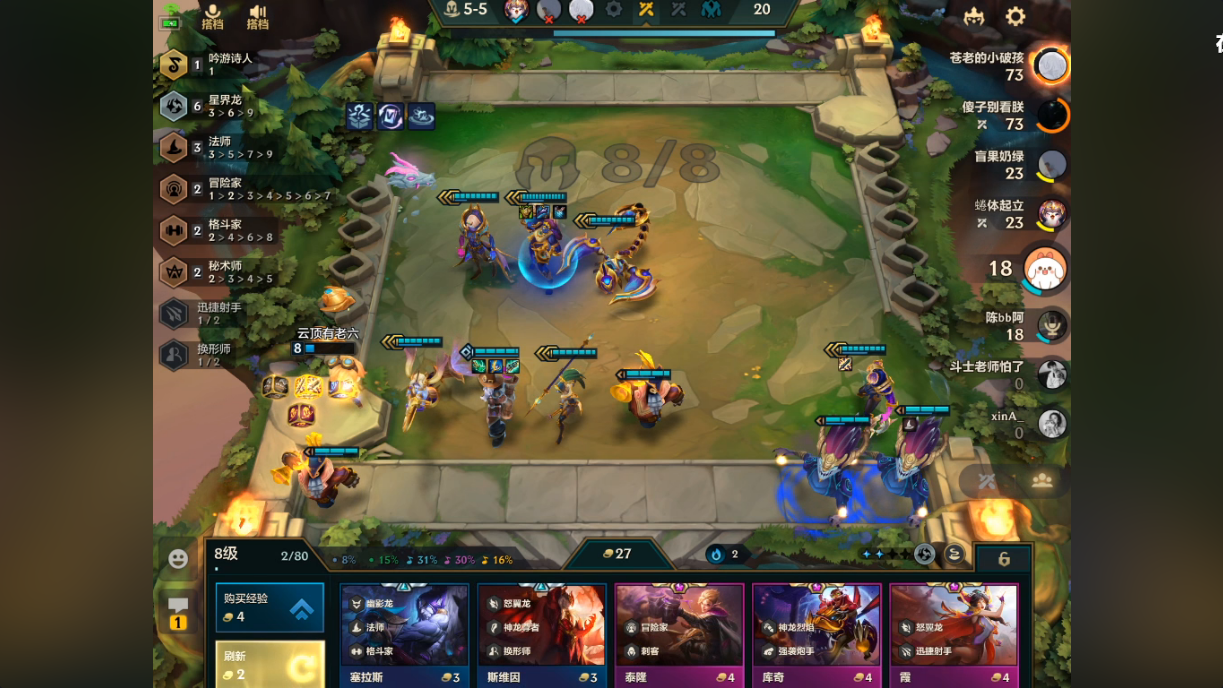 5-5
20
搭档
搭档
1 吟游诗人
1
6 星界龙
3 > 6 > 9
3 法师
3 > 5 > 7 > 9
2 冒险家
1 > 2 > 3 > 4 > 5 > 6 > 7
2 格斗家
2 > 4 > 6 > 8
2 秘术师
2 > 3 > 4 > 5
迅捷射手
1 / 2
换形师
1 / 2
8/8
苍老的小破孩
73
傻子别看朕
73
盲果奶绿
23
蜷体起立
23
18
陈bb阿
18
斗士老师怕了
0
xinA_
0
云顶有老六
8
8级
2/80
8%
15%
31%
30%
16%
27
2
6
购买经验
4
刷新
2
1
幽影龙
法师
格斗家
塞拉斯 3
怒翼龙
神龙尊者
换形师
斯维因 3
冒险家
刺客
泰隆 4
神龙烈焰
强袭炮手
库奇 4
怒翼龙
迅捷射手
霞 4